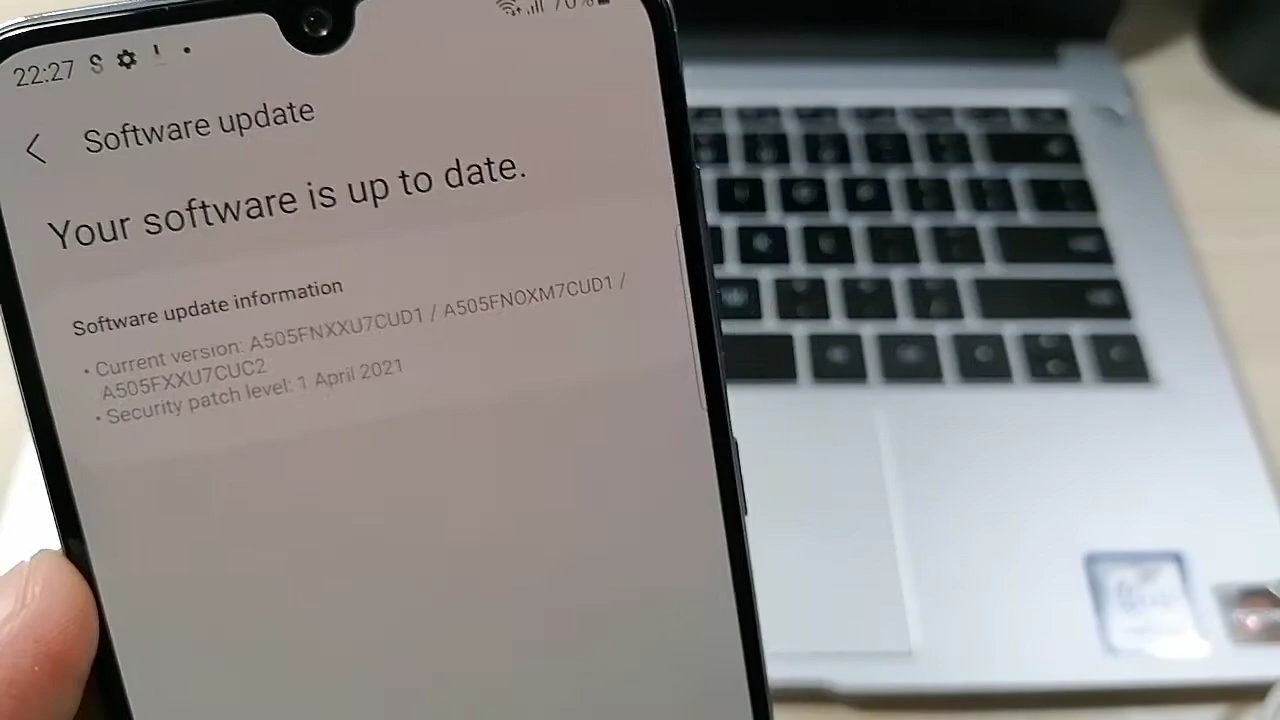 22:27
70%
Software update
Your software is up to date.
Software update information
• Current version: A505FNXXU7CUD1 / A505FNOXM7CUD1 /
A505FXXU7CUC2
• Security patch level: 1 April 2021